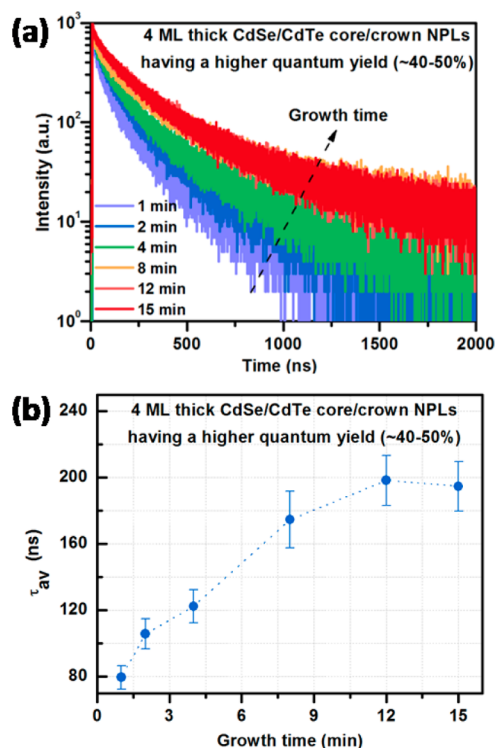 (a)
4 ML thick CdSe/CdTe core/crown NPLs
having a higher quantum yield (~40-50%)
Growth time
Intensity (a.u.)
10³
10²
10¹
10⁰
1 min
2 min
4 min
8 min
12 min
15 min
0 500 1000 1500 2000
Time (ns)
(b)
4 ML thick CdSe/CdTe core/crown NPLs
having a higher quantum yield (~40-50%)
τav (ns)
240
200
160
120
80
0 3 6 9 12 15
Growth time (min)